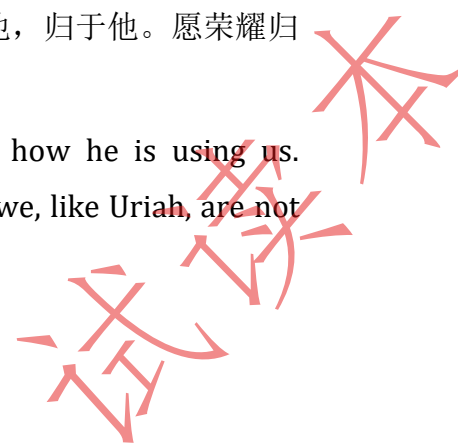 ，归于他。愿荣耀归
how he is using us.
we, like Uriah, are not
试读本